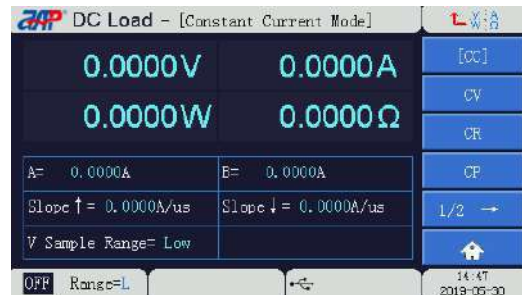 DC Load - [Constant Current Mode]
0.0000V 0.0000A
0.0000W 0.0000Ω
A= 0.0000A B= 0.0000A
Slope↑= 0.0000A/us Slope↓= 0.0000A/us
V Sample Range= Low
OFF Range=L
[CC]
CV
CR
CP
1/2 →
14:47
2019-05-30